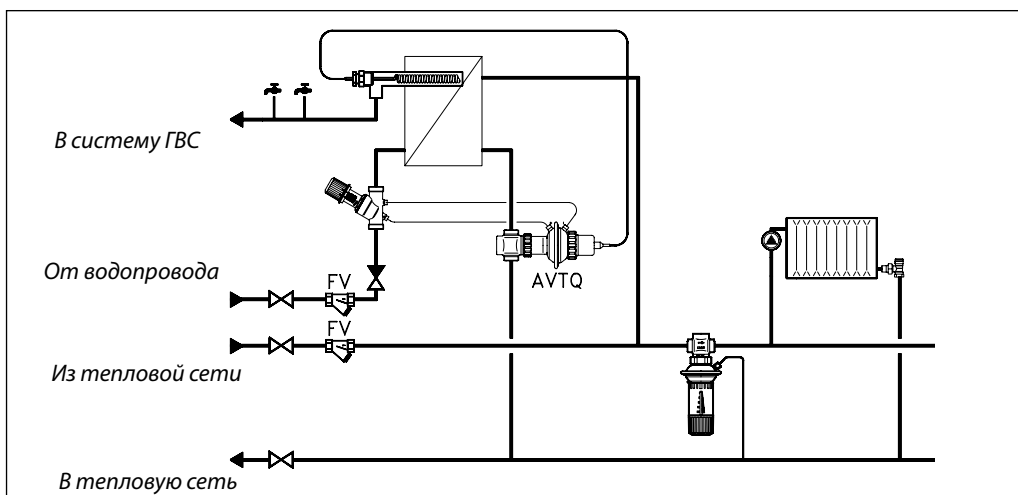 В систему ГВС
От водопровода
FV
AVTQ
FV
Из тепловой сети
В тепловую сеть